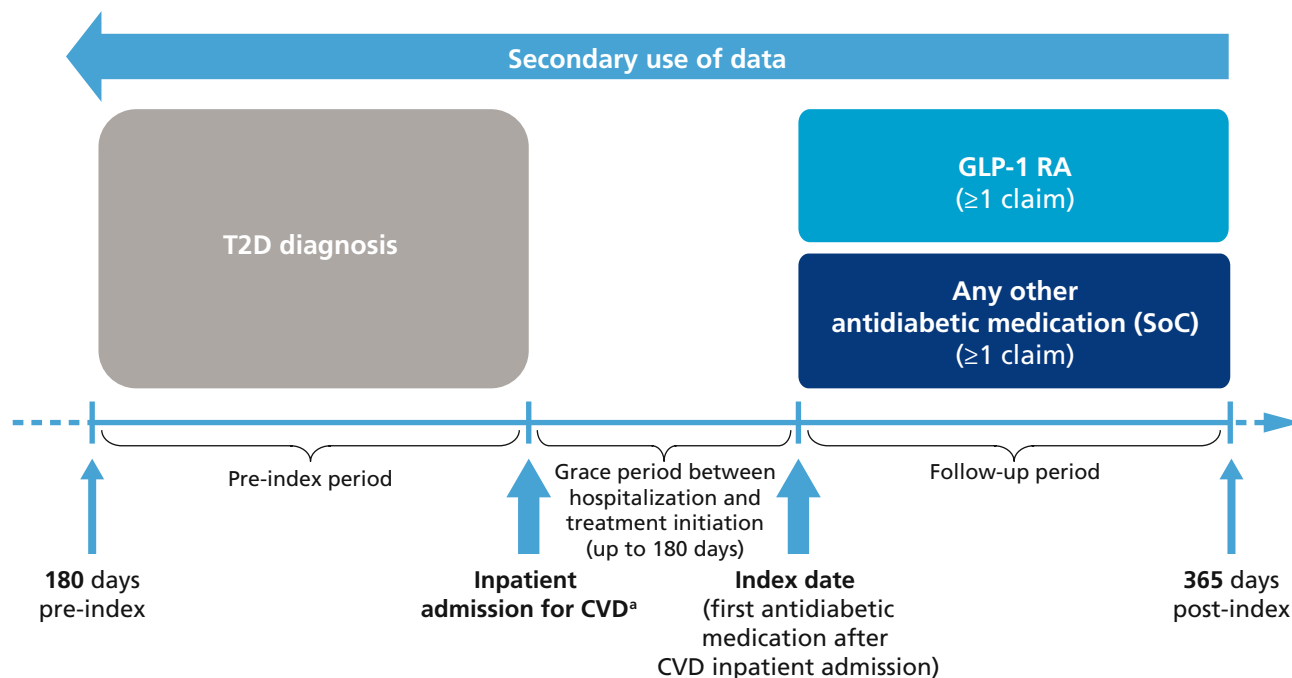 Secondary use of data
T2D diagnosis
GLP-1 RA
(≥1 claim)
Any other
antidiabetic medication (SoC)
(≥1 claim)
Pre-index period
Grace period between
hospitalization and
treatment initiation
(up to 180 days)
Follow-up period
180 days
pre-index
Inpatient
admission for CVDᵃ
Index date
(first antidiabetic
medication after
CVD inpatient admission)
365 days
post-index